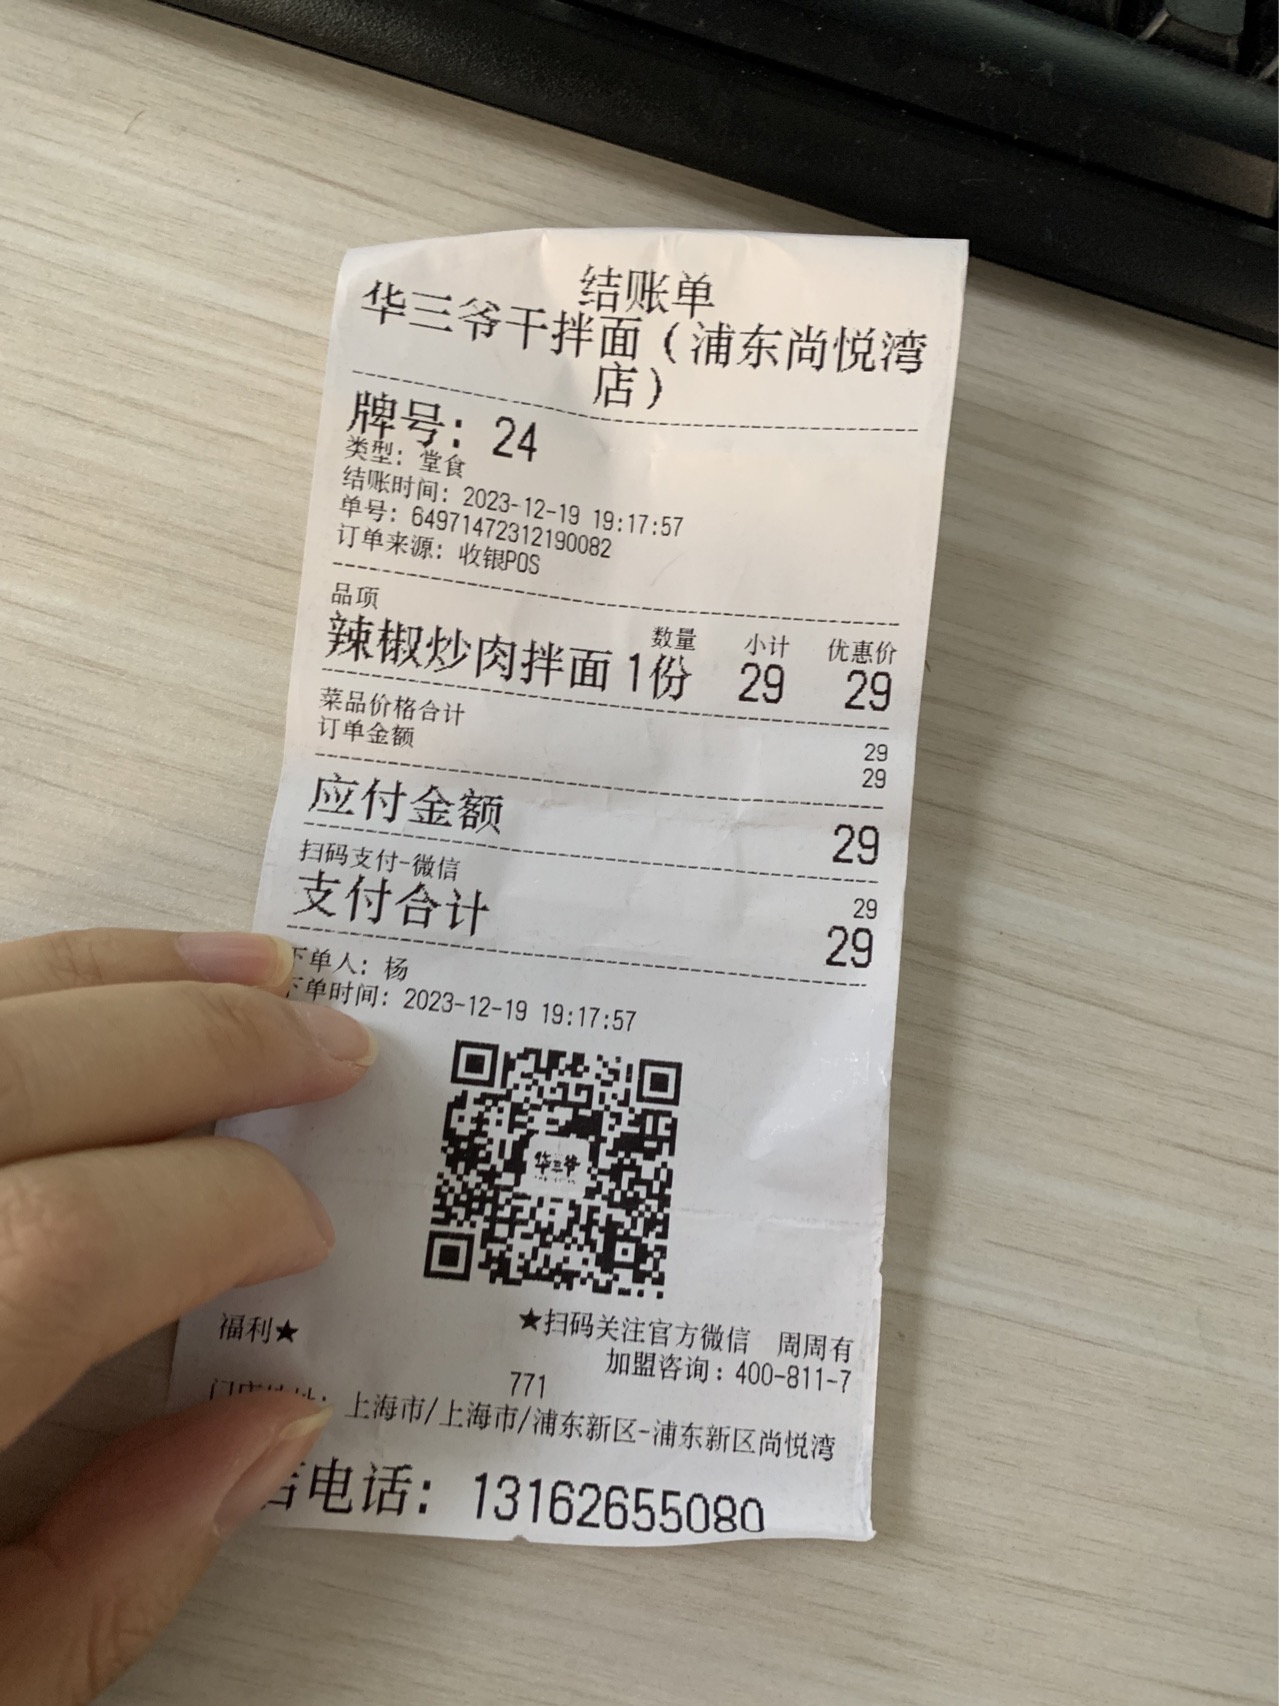 结账单
华三爷干拌面（浦东尚悦湾
店）
牌号：24
类型：堂食
结账时间：2023-12-19 19:17:57
单号：64971472312190082
订单来源：收银POS
品项 数量 小计 优惠价
辣椒炒肉拌面 1份 29 29
菜品价格合计 29
订单金额 29
应付金额 29
扫码支付-微信 29
支付合计 29
下单人：杨
下单时间：2023-12-19 19:17:57
华三爷
★扫码关注官方微信 周周有
福利★
加盟咨询：400-811-7
771
上海市/上海市/浦东新区-浦东新区尚悦湾
店电话：13162655080